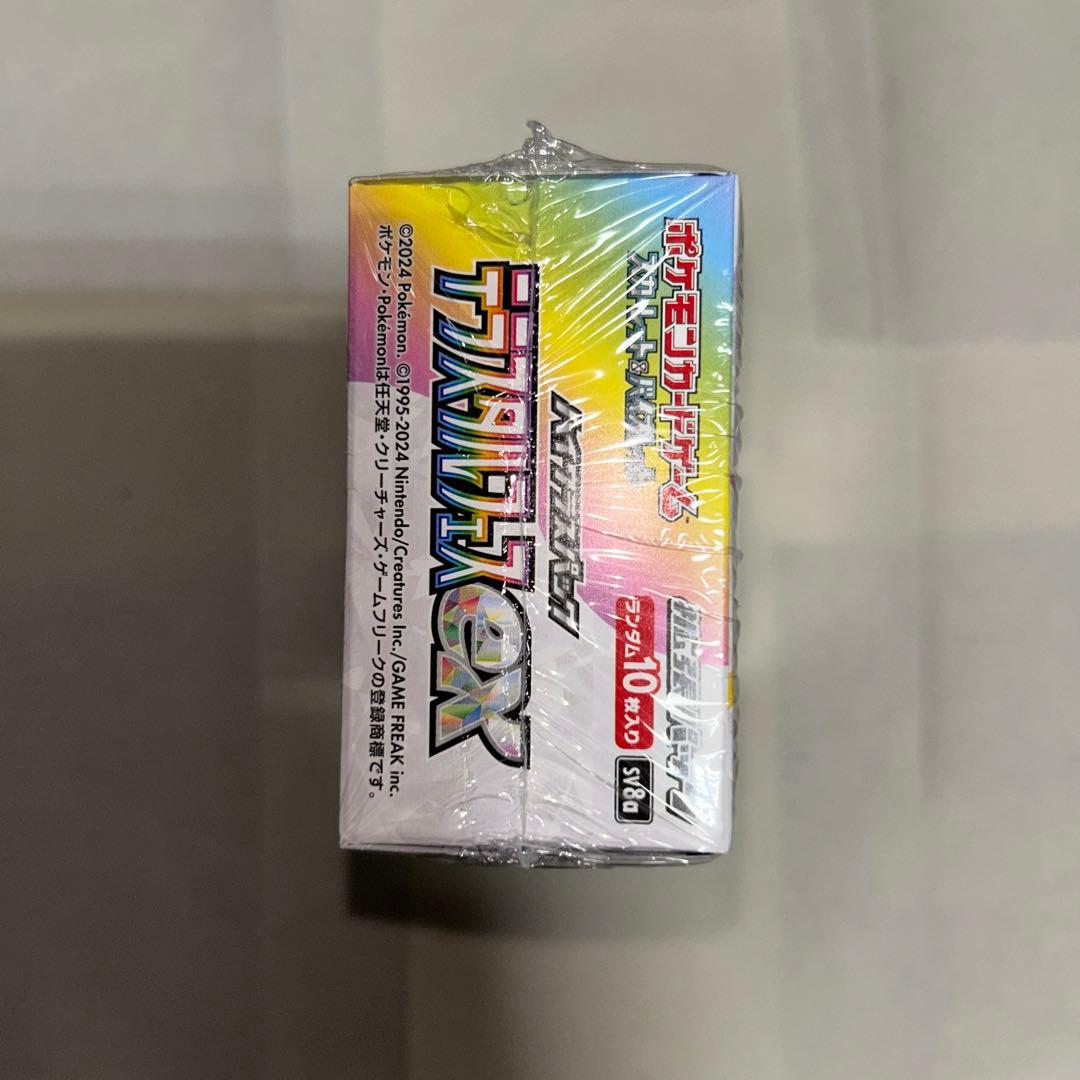 ポケモンカードゲーム
スカーレット&バイオレット
拡張パック
ハイクラスパック
ランダム10枚入り
SV8a
テラスタルフェスex
©2024 Pokémon. ©1995-2024 Nintendo/Creatures Inc./GAME FREAK inc.
ポケモン・Pokémonは任天堂・クリーチャーズ・ゲームフリークの登録商標です。